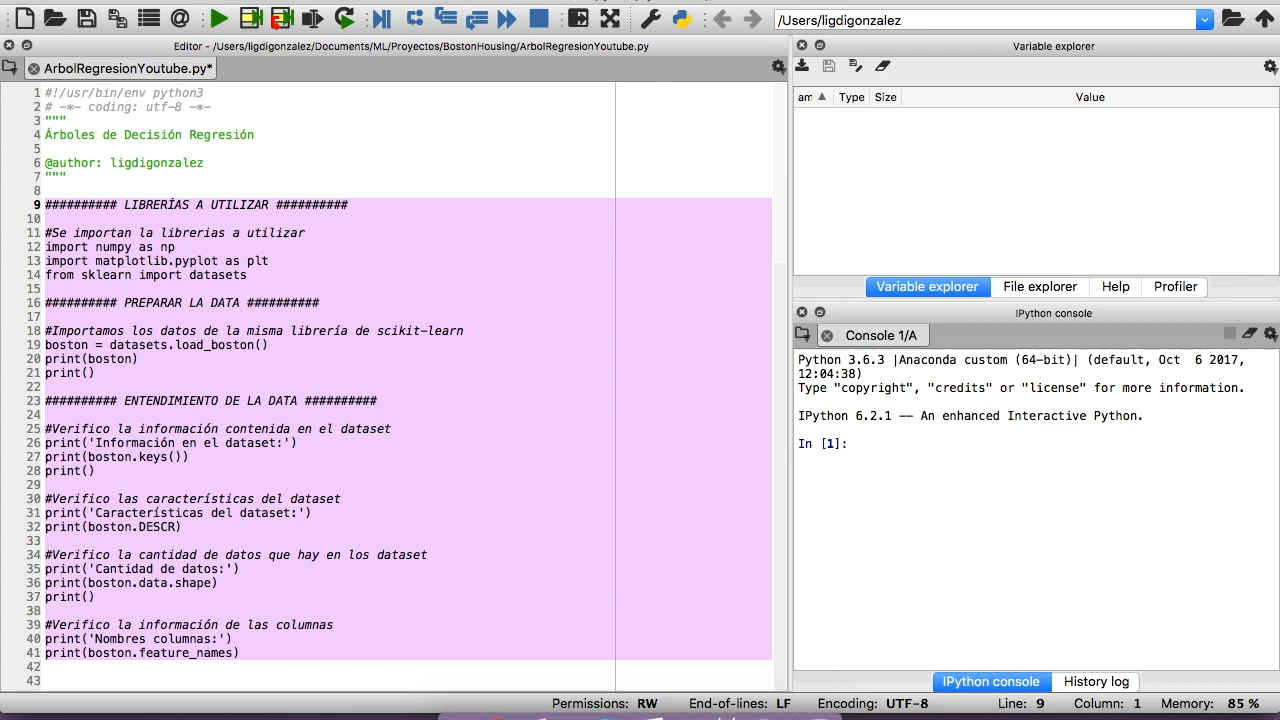 /Users/ligdigonzalez
Editor - /Users/ligdigonzalez/Documents/ML/Proyectos/BostonHousing/ArbolRegresionYoutube.py
ArbolRegresionYoutube.py*
1 #!/usr/bin/env python3
2 # -*- coding: utf-8 -*-
3 """
4 Árboles de Decisión Regresión
5
6 @author: ligdigonzalez
7 """
8
9 ########## LIBRERÍAS A UTILIZAR ##########
10
11 #Se importan la librerias a utilizar
12 import numpy as np
13 import matplotlib.pyplot as plt
14 from sklearn import datasets
15
16 ########## PREPARAR LA DATA ##########
17
18 #Importamos los datos de la misma librería de scikit-learn
19 boston = datasets.load_boston()
20 print(boston)
21 print()
22
23 ########## ENTENDIMIENTO DE LA DATA ##########
24
25 #Verifico la información contenida en el dataset
26 print('Información en el dataset:')
27 print(boston.keys())
28 print()
29
30 #Verifico las características del dataset
31 print('Características del dataset:')
32 print(boston.DESCR)
33
34 #Verifico la cantidad de datos que hay en los dataset
35 print('Cantidad de datos:')
36 print(boston.data.shape)
37 print()
38
39 #Verifico la información de las columnas
40 print('Nombres columnas:')
41 print(boston.feature_names)
42
43
Variable explorer
am Type Size Value
Variable explorer File explorer Help Profiler
IPython console
Console 1/A
Python 3.6.3 |Anaconda custom (64-bit)| (default, Oct  6 2017,
12:04:38)
Type "copyright", "credits" or "license" for more information.
IPython 6.2.1 -- An enhanced Interactive Python.
In [1]:
IPython console History log
Permissions: RW End-of-lines: LF Encoding: UTF-8 Line: 9 Column: 1 Memory: 85 %